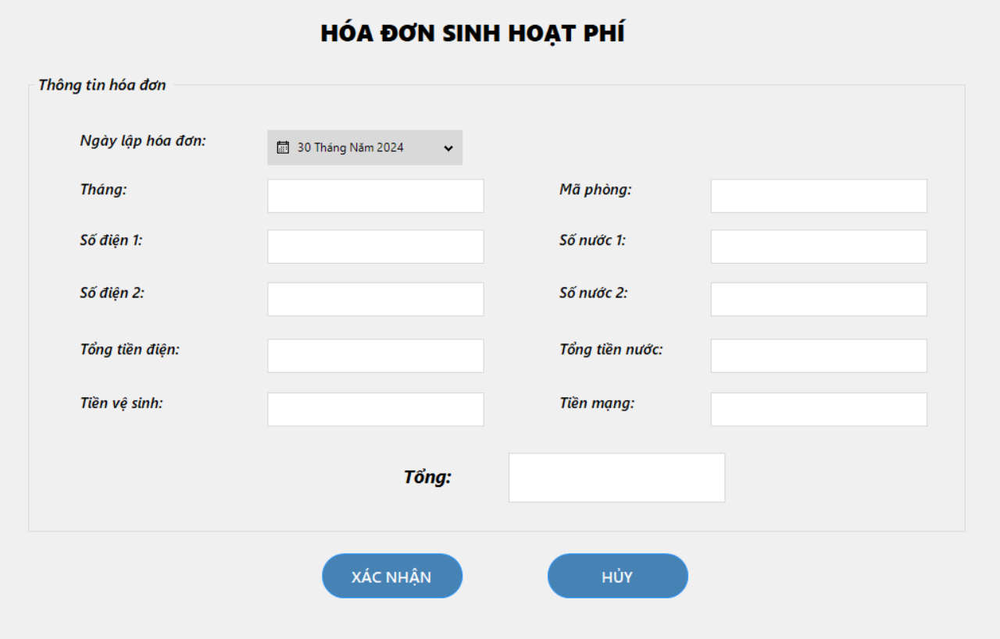 HÓA ĐƠN SINH HOẠT PHÍ
Thông tin hóa đơn
Ngày lập hóa đơn: 30 Tháng Năm 2024
Tháng: Mã phòng:
Số điện 1: Số nước 1:
Số điện 2: Số nước 2:
Tổng tiền điện: Tổng tiền nước:
Tiền vệ sinh: Tiền mạng:
Tổng:
XÁC NHẬN HỦY